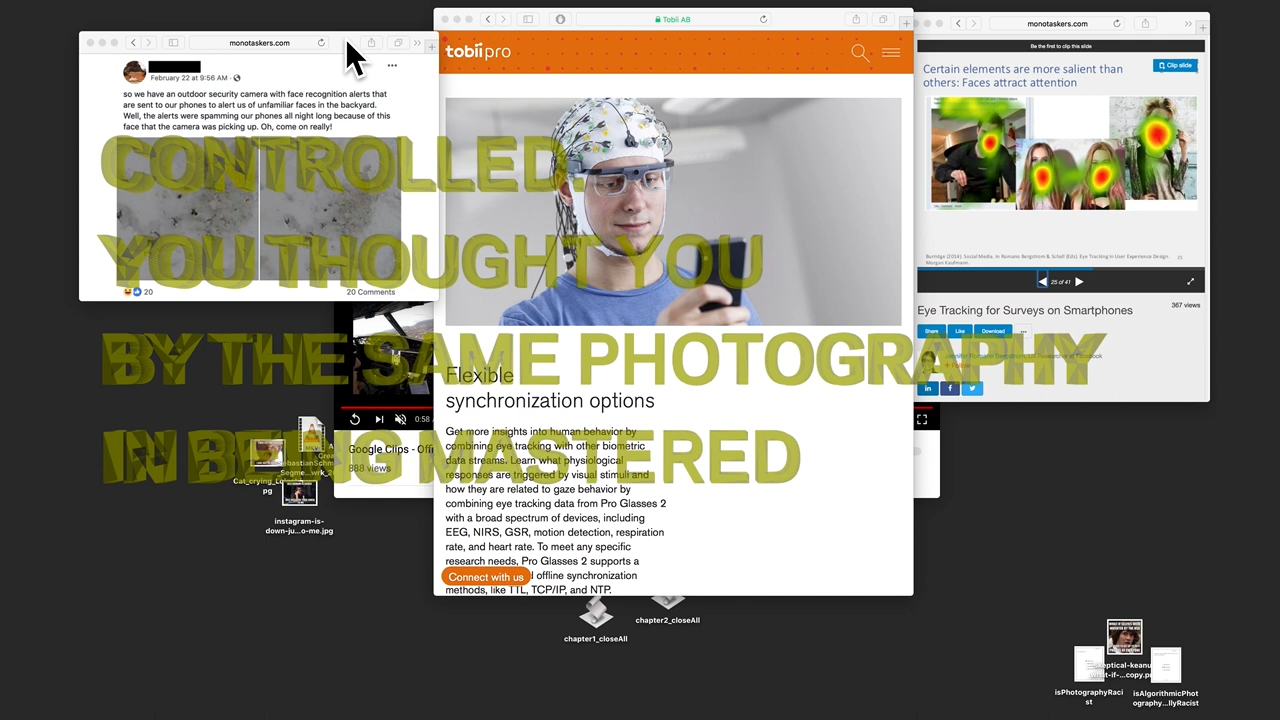 monotaskers.com
February 22 at 9:56 AM ·
so we have an outdoor security camera with face recognition alerts that
are sent to our phones to alert us of unfamiliar faces in the backyard.
Well, the alerts were spamming our phones all night long because of this
face that the camera was picking up. Oh, come on really!
20
20 Comments
Tobii AB
tobii pro
Flexible
synchronization options
Get more insights into human behavior by
combining eye tracking with other biometric
data streams. Learn what physiological
responses are triggered by visual stimuli and
how they are related to gaze behavior by
combining eye tracking data from Pro Glasses 2
with a broad spectrum of devices, including
EEG, NIRS, GSR, motion detection, respiration
rate, and heart rate. To meet any specific
research needs, Pro Glasses 2 supports a
offline synchronization
methods, like TTL, TCP/IP, and NTP.
Connect with us
monotaskers.com
Be the first to clip this slide
Clip slide
Certain elements are more salient than
others: Faces attract attention
25
25 of 41
367 views
Eye Tracking for Surveys on Smartphones
Share
Like
Download
CONTROLLED.
YOU THOUGHT YOU
BY THE SAME PHOTOGRAPHY
IN BEING MASTERED
0:58
Google Clips - Off
888 views
instagram-is-
down-ju...o-me.jpg
chapter1_closeAll
chapter2_closeAll
isPhotographyRaci
st
isAlgorithmicPhot
ography...llyRacist